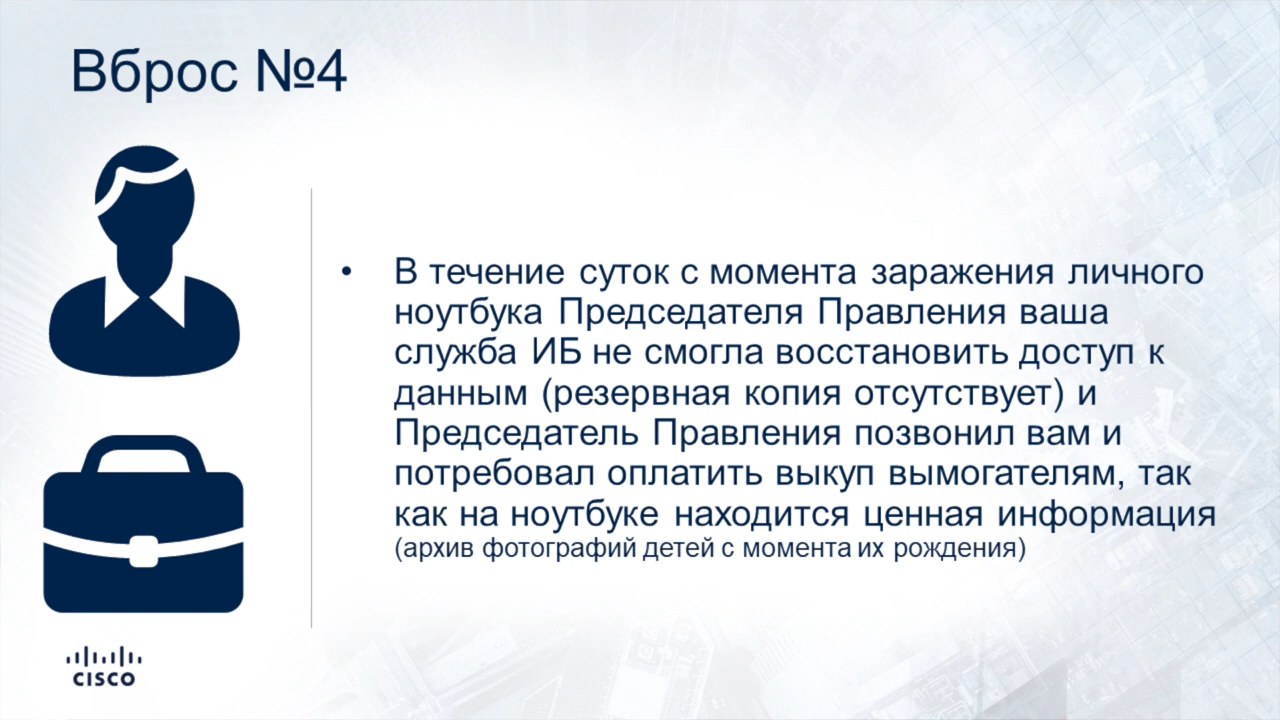 Вброс №4
• В течение суток с момента заражения личного
ноутбука Председателя Правления ваша
служба ИБ не смогла восстановить доступ к
данным (резервная копия отсутствует) и
Председатель Правления позвонил вам и
потребовал оплатить выкуп вымогателям, так
как на ноутбуке находится ценная информация
(архив фотографий детей с момента их рождения)
CISCO